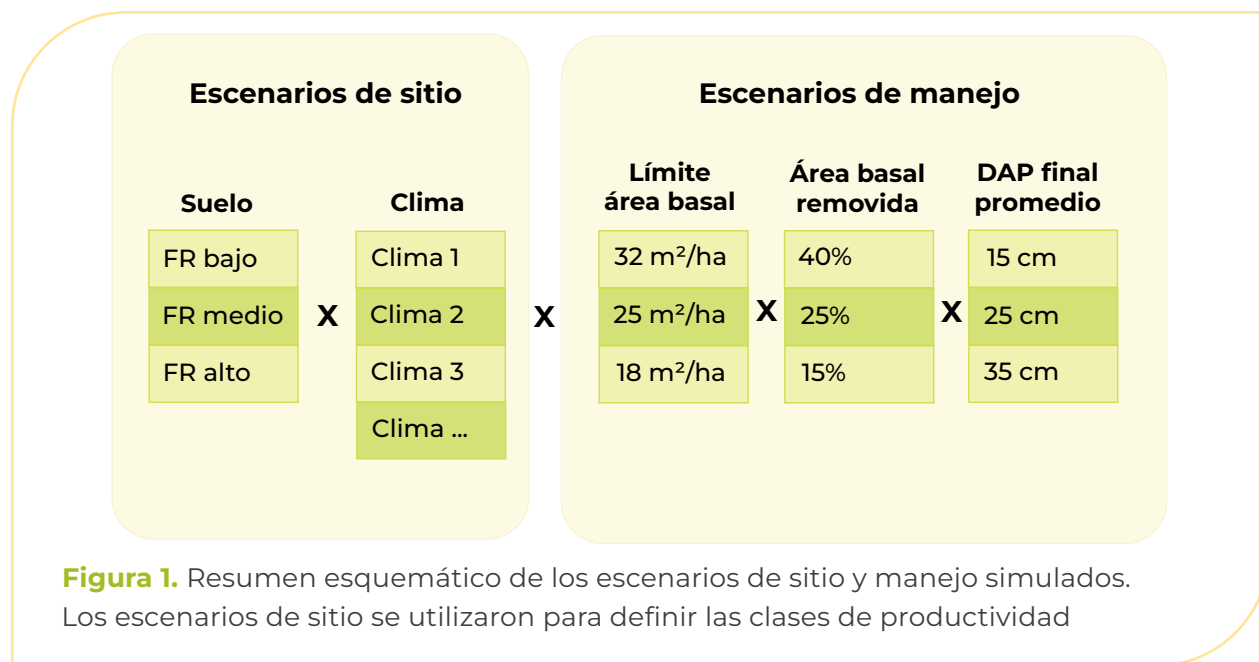 Escenarios de sitio
Escenarios de manejo
Suelo
Clima
Límite
área basal
Área basal
removida
DAP final
promedio
FR bajo
FR medio
FR alto
X
Clima 1
Clima 2
Clima 3
Clima ...
X
32 m²/ha
25 m²/ha
18 m²/ha
X
40%
25%
15%
X
15 cm
25 cm
35 cm
Figura 1. Resumen esquemático de los escenarios de sitio y manejo simulados.
Los escenarios de sitio se utilizaron para definir las clases de productividad